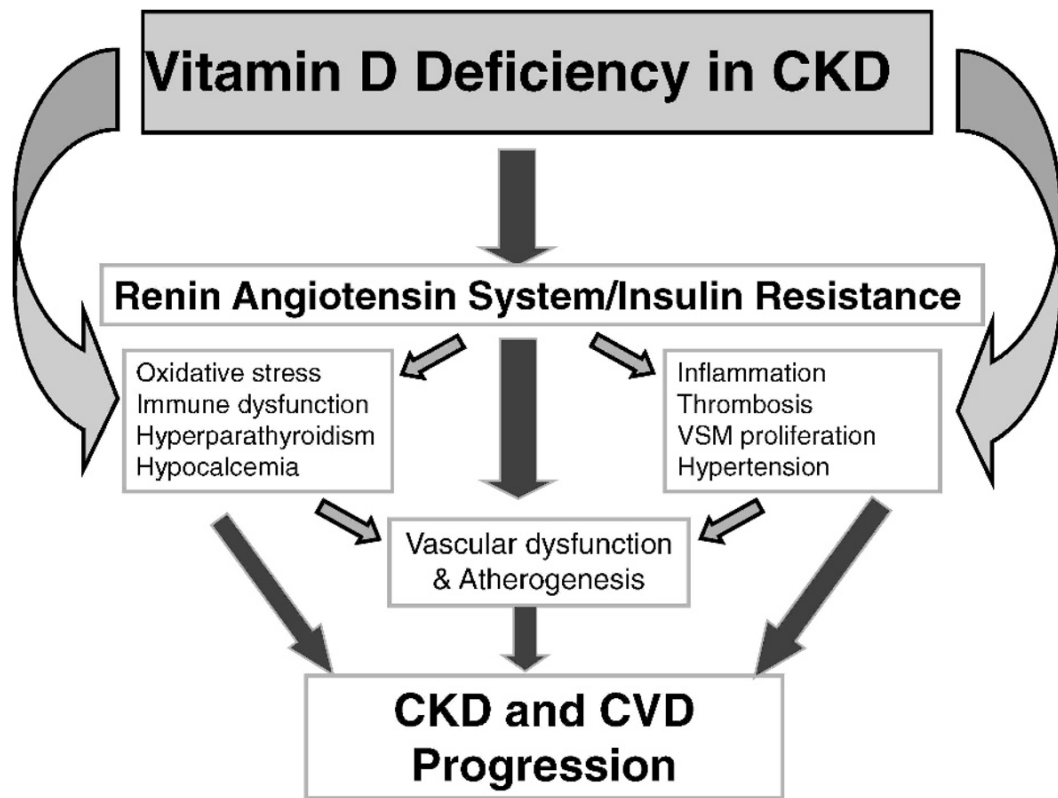 Vitamin D Deficiency in CKD
Renin Angiotensin System/Insulin Resistance
Oxidative stress
Immune dysfunction
Hyperparathyroidism
Hypocalcemia
Inflammation
Thrombosis
VSM proliferation
Hypertension
Vascular dysfunction
& Atherogenesis
CKD and CVD
Progression